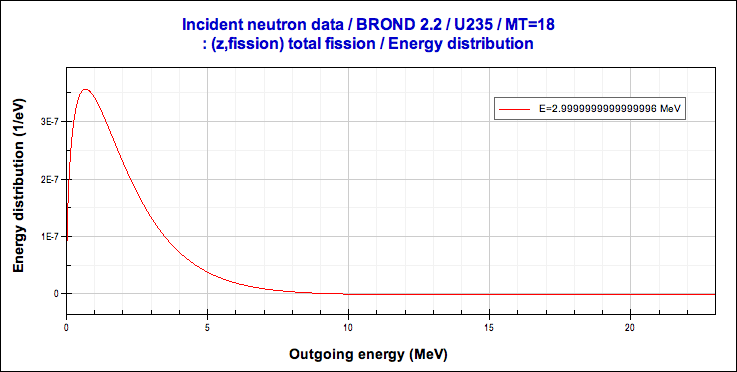 Incident neutron data / BROND 2.2 / U235 / MT=18
: (z,fission) total fission / Energy distribution
Energy distribution (1/eV)
E=2.9999999999999996 MeV
3E-7
2E-7
1E-7
0
0 5 10 15 20
Outgoing energy (MeV)